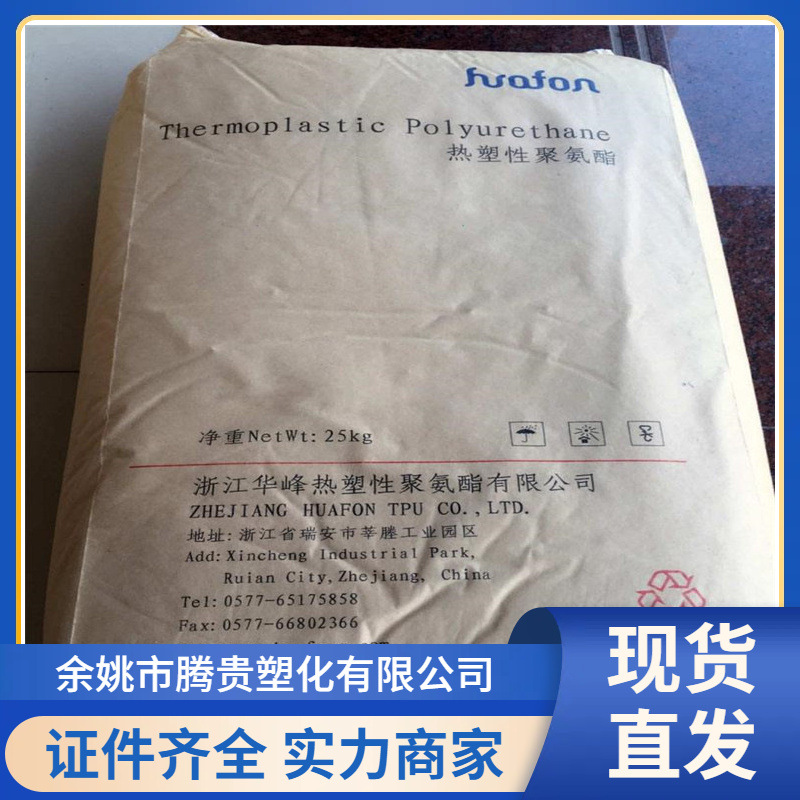 huafon
Thermoplastic Polyurethane
热塑性聚氨酯
净重NetWt: 25kg
浙江华峰热塑性聚氨酯有限公司
ZHEJIANG HUAFON TPU CO.,LTD.
地址: 浙江省瑞安市莘塍工业园区
Add: Xincheng Industrial Park,
Ruian City, Zhejiang, China
Tel: 0577-65175858
Fax: 0577-66802366
余姚市腾贵塑化有限公司
证件齐全 实力商家
现货
直发